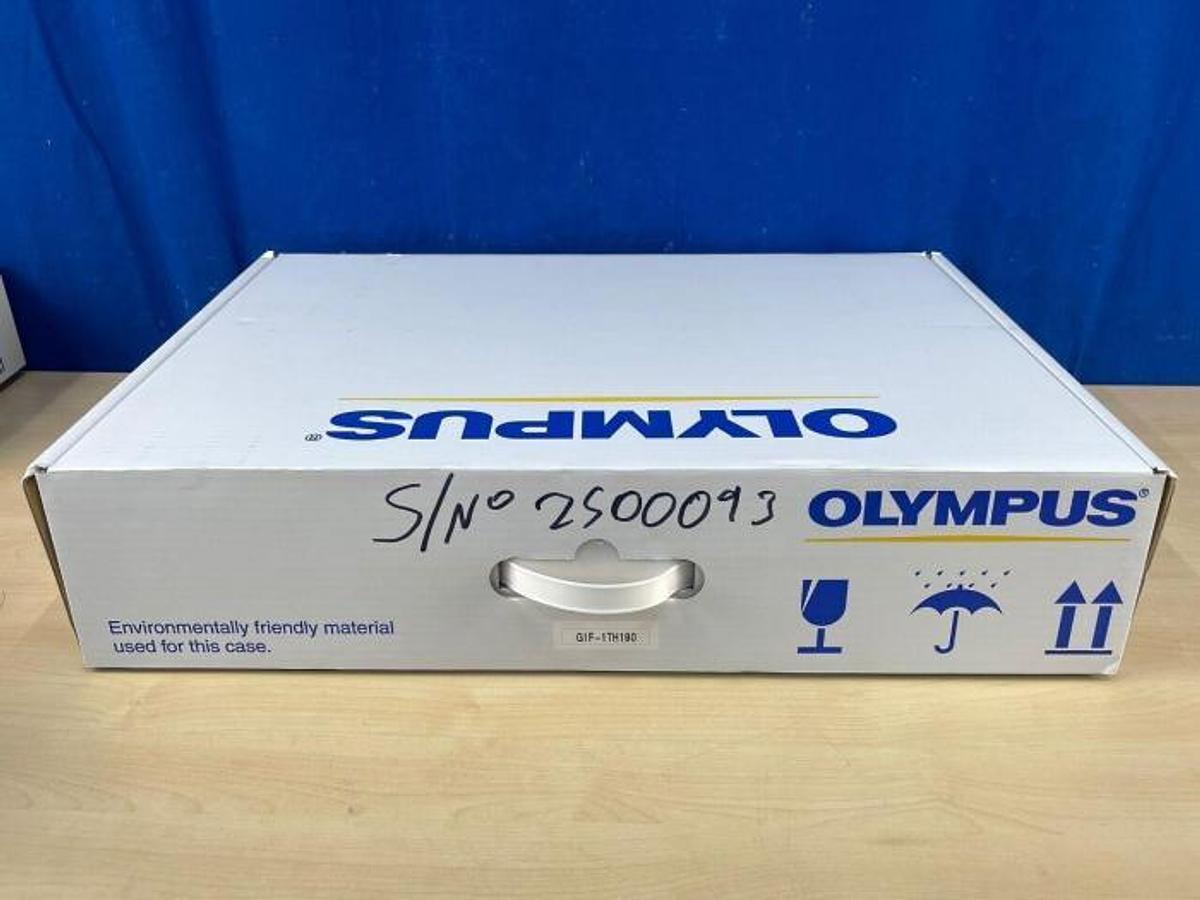 OLYMPUS®
S/Nº 2500093
OLYMPUS®
Environmentally friendly material
used for this case.
GIF-1TH190